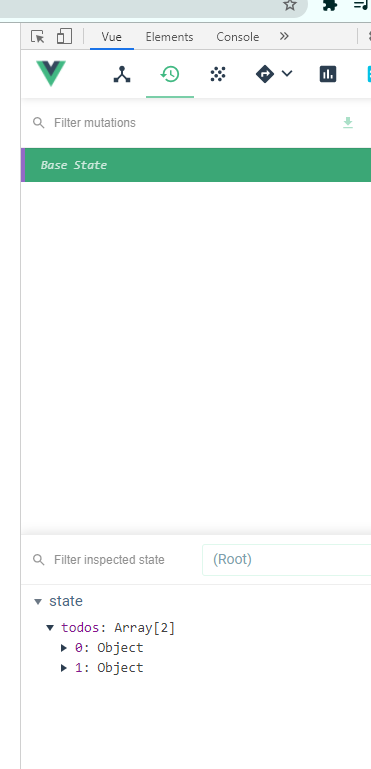 Vue Elements Console »
Filter mutations
Base State
Filter inspected state (Root)
state
todos: Array[2]
0: Object
1: Object